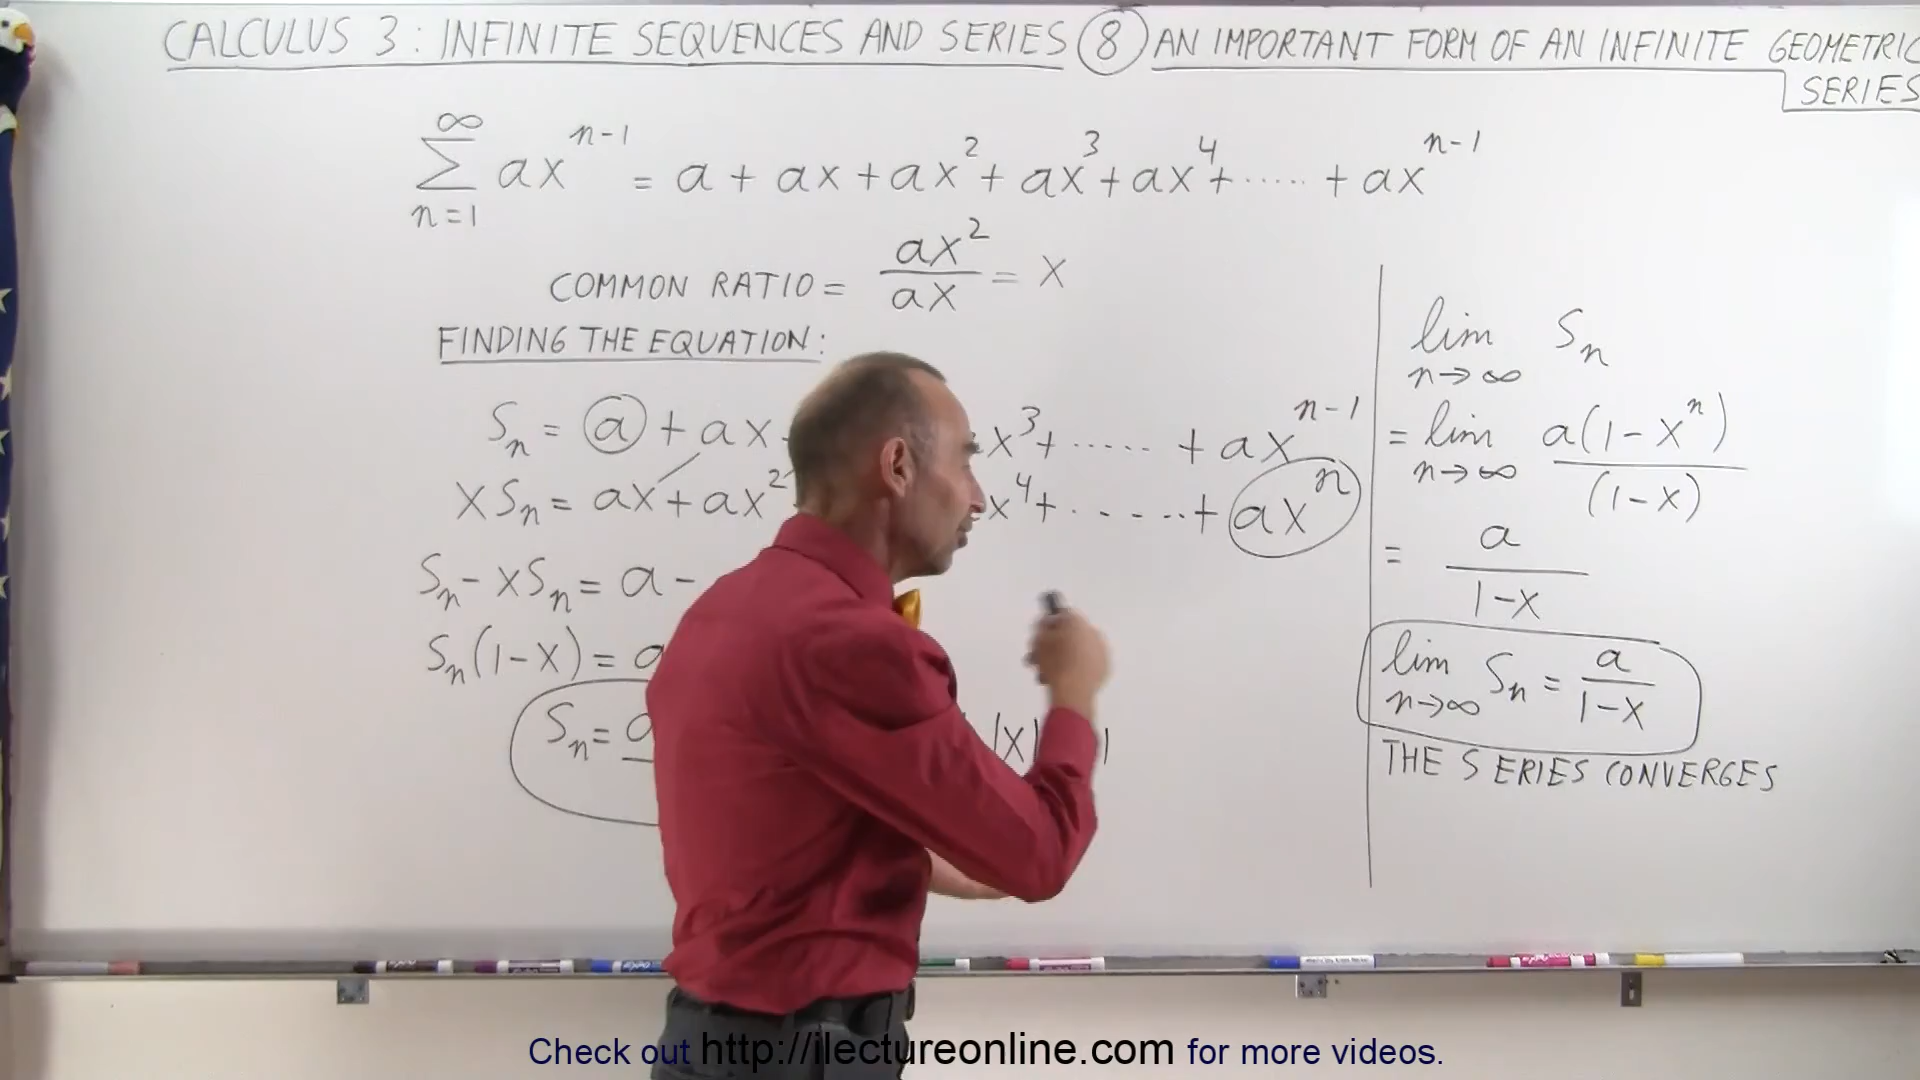 CALCULUS 3 : INFINITE SEQUENCES AND SERIES ⑧ AN IMPORTANT FORM OF AN INFINITE GEOMETRIC
SERIES
∞
∑ ax^{n-1} = a + ax + ax^2 + ax^3 + ax^4 + ..... + ax^{n-1}
n=1
COMMON RATIO = ax^2/ax = x
FINDING THE EQUATION:
S_n = a + ax x^3 + ..... + ax^{n-1}
xS_n = ax + ax^2 x^4 + ...... + ax^n
S_n - xS_n = a -
S_n(1-x) = a
S_n =
|x| 1
lim S_n
n→∞
= lim a(1-x^n)/(1-x)
n→∞
= a/1-x
lim S_n = a/1-x
n→∞
THE SERIES CONVERGES
Check out http://ilectureonline.com for more videos.